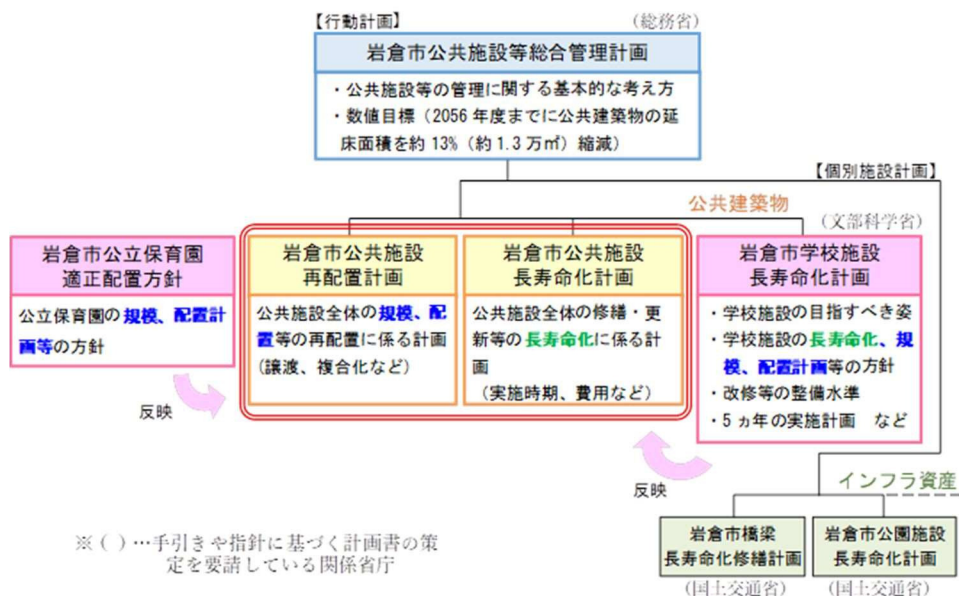 【行動計画】
(総務省)
岩倉市公共施設等総合管理計画
・公共施設等の管理に関する基本的な考え方
・数値目標（2056 年度までに公共建築物の延
床面積を約 13%（約 1.3 万㎡）縮減）
【個別施設計画】
公共建築物
(文部科学省)
岩倉市公立保育園
適正配置方針
公立保育園の規模、配置計
画等の方針
反映
岩倉市公共施設
再配置計画
公共施設全体の規模、配
置等の再配置に係る計画
（譲渡、複合化など）
岩倉市公共施設
長寿命化計画
公共施設全体の修繕・更
新等の長寿命化に係る計
画
（実施時期、費用など）
岩倉市学校施設
長寿命化計画
・学校施設の目指すべき姿
・学校施設の長寿命化、規
模、配置計画等の方針
・改修等の整備水準
・5 ヵ年の実施計画　など
反映
インフラ資産
岩倉市橋梁
長寿命化修繕計画
(国土交通省)
岩倉市公園施設
長寿命化計画
(国土交通省)
※ ( ) …手引きや指針に基づく計画書の策
定を要請している関係省庁